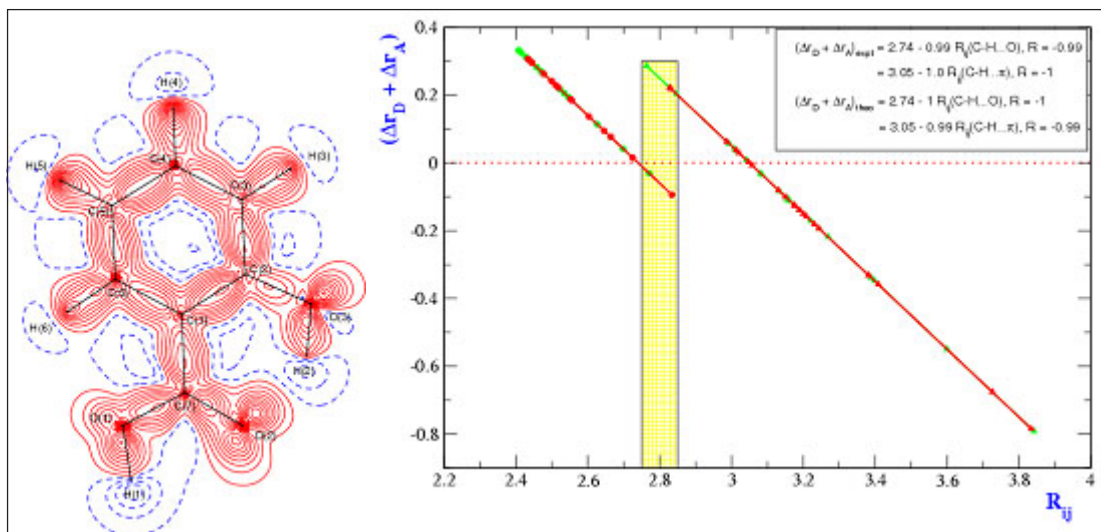 H(4)
H(5)
H(3)
C(3)
C(2)
C(1)
H(6)
O(3)
H(2)
O(1)
O(2)
H(1)
(Δr_D + Δr_A)
0.4
0.2
0
-0.2
-0.4
-0.6
-0.8
2.2
2.4
2.6
2.8
3
3.2
3.4
3.6
3.8
4
R_ij
(Δr_D + Δr_A)_expt = 2.74 - 0.99 R_ij(C-H...O), R = -0.99
= 3.05 - 1.0 R_ij(C-H...π), R = -1
(Δr_D + Δr_A)_theo = 2.74 - 1 R_ij(C-H...O), R = -1
= 3.05 - 0.99 R_ij(C-H...π), R = -0.99